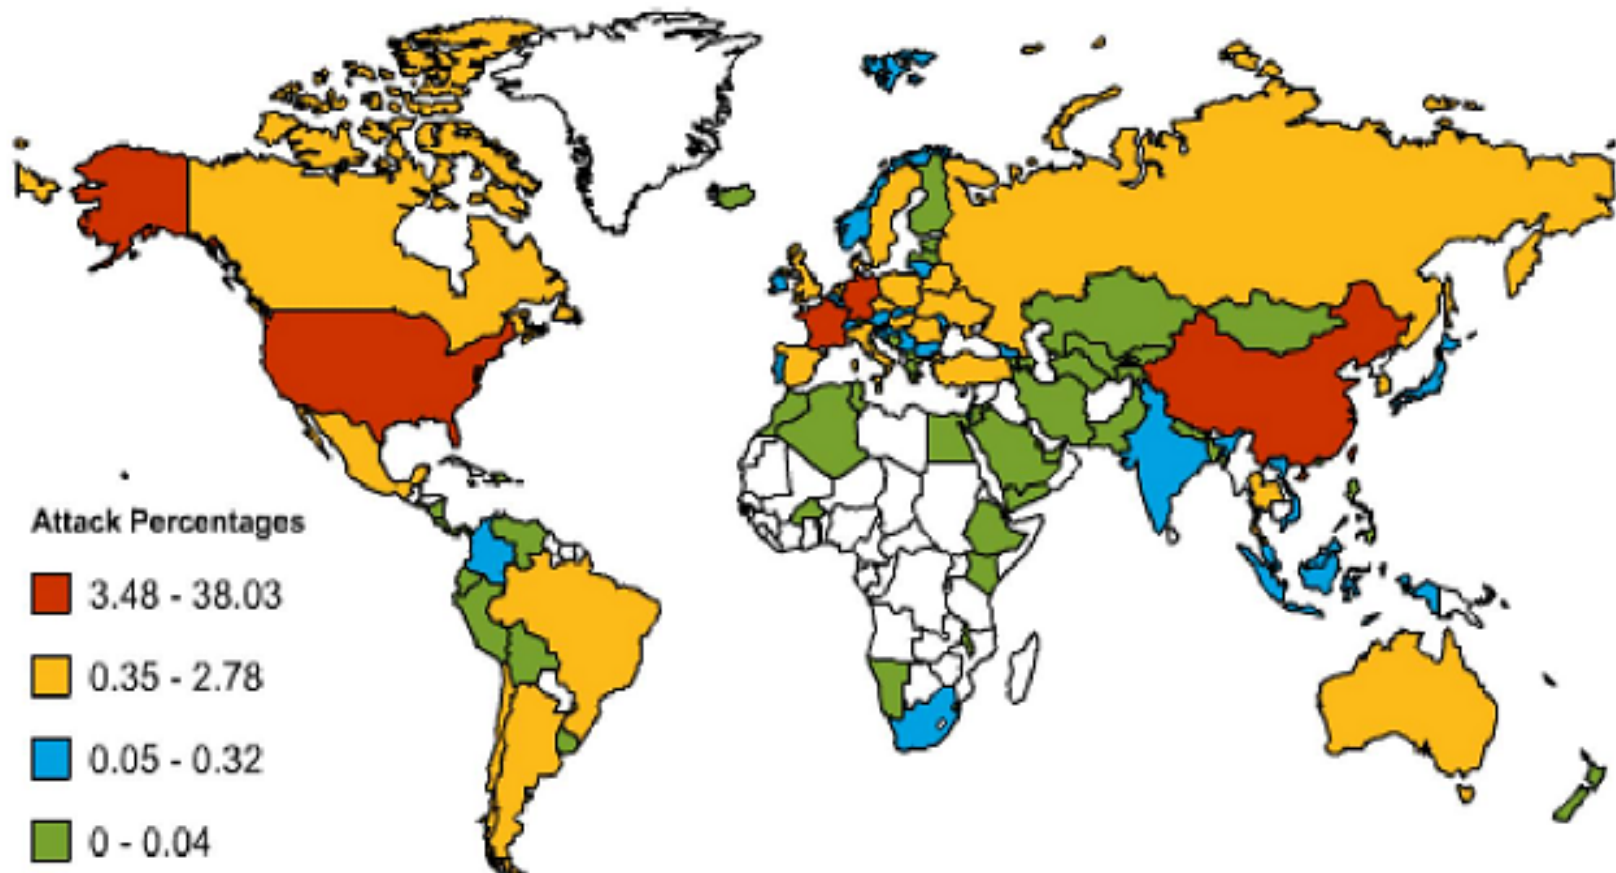 Attack Percentages
3.48 - 38.03
0.35 - 2.78
0.05 - 0.32
0 - 0.04